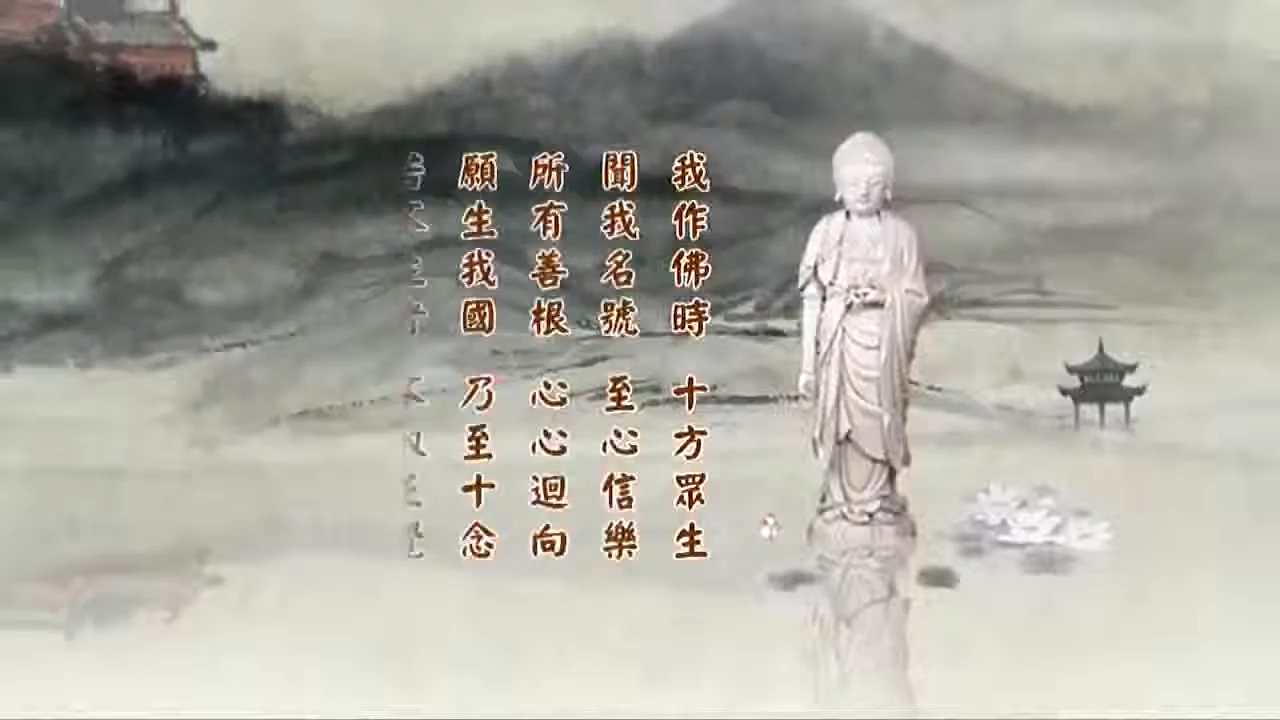 我作佛時 十方眾生
聞我名號 至心信樂
所有善根 心心迴向
願生我國 乃至十念